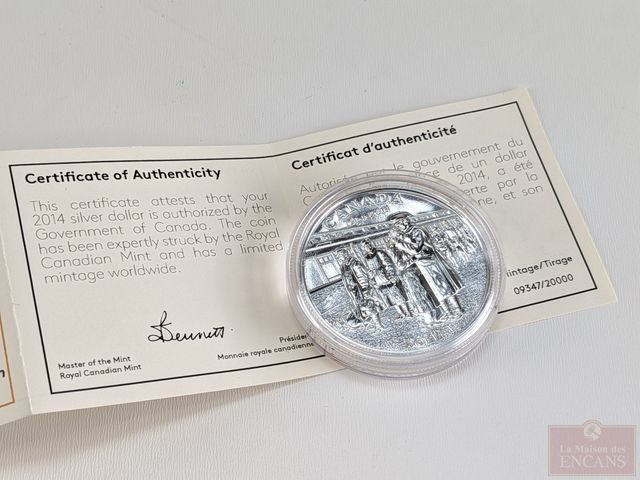 Certificate of Authenticity
This certificate attests that your
2014 silver dollar is authorized by the
Government of Canada. The coin
has been expertly struck by the Royal
Canadian Mint and has a limited
mintage worldwide.
Bennett
Master of the Mint
Royal Canadian Mint
Présiden
Monnaie royale canadienne
Certificat d'authenticité
le gouvernement du
de un dollar
2014, a été
par la
et son
intage/Tirage
09347/20000
CANADA
La Maison des
ENCANS